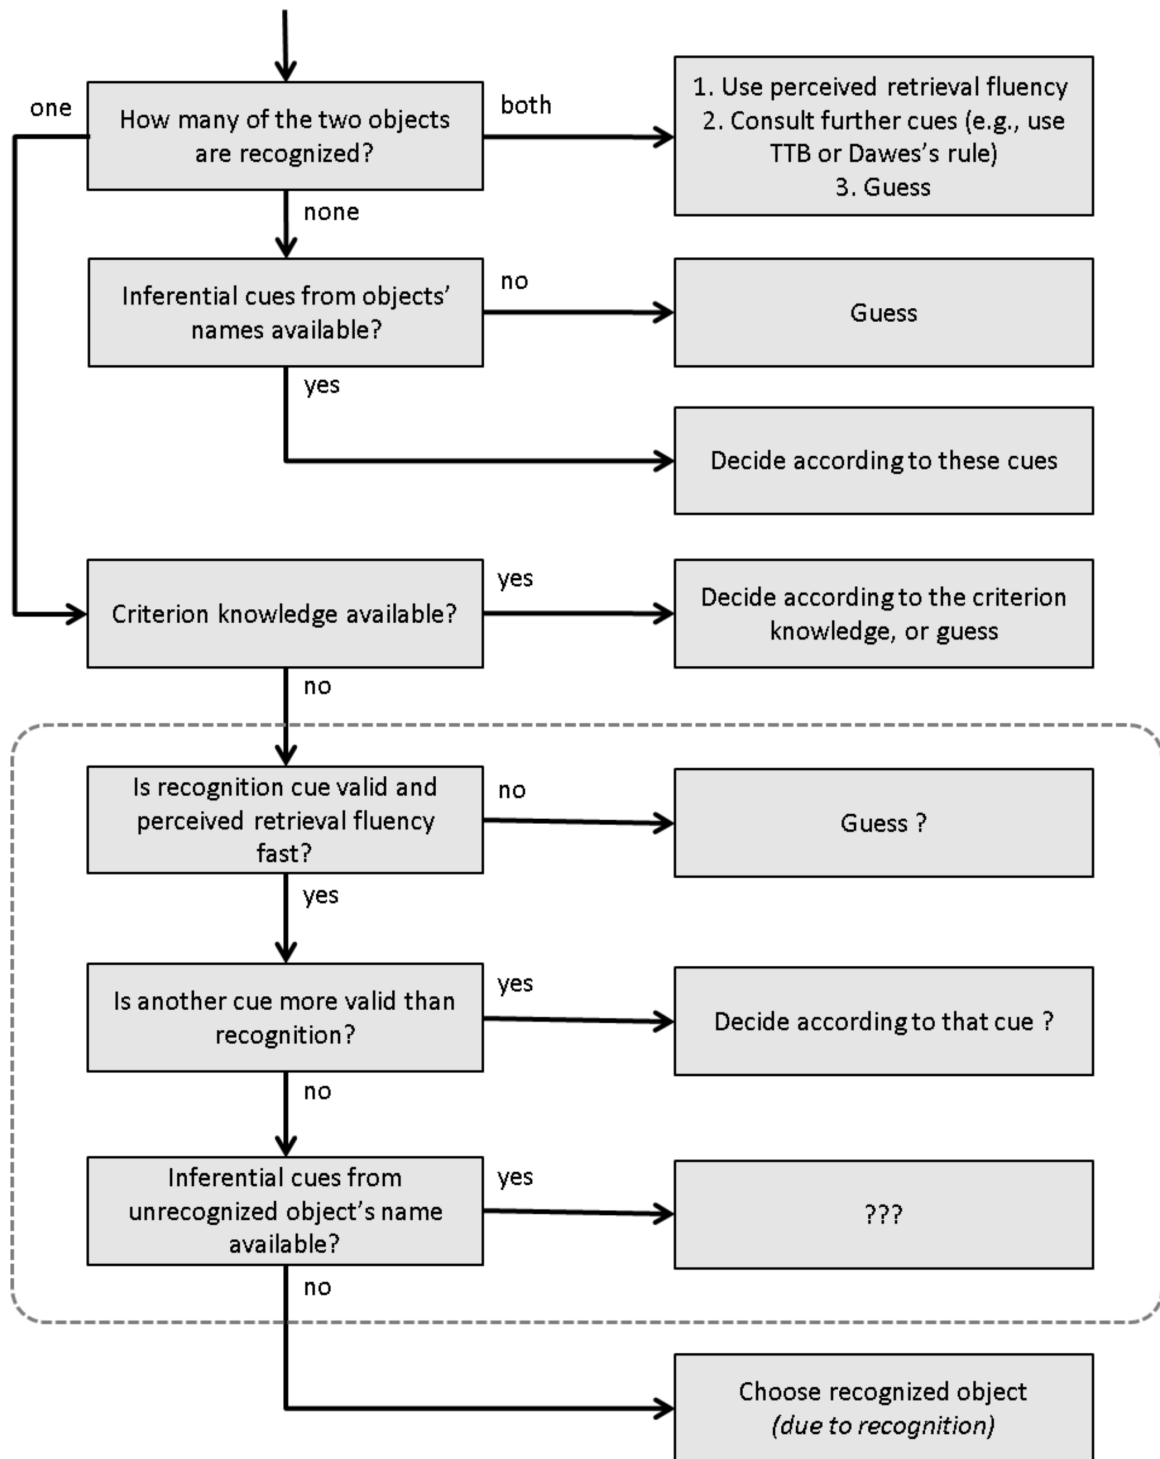 one
How many of the two objects
are recognized?
both
1. Use perceived retrieval fluency
2. Consult further cues (e.g., use
TTB or Dawes's rule)
3. Guess
none
Inferential cues from objects'
names available?
no
Guess
yes
Decide according to these cues
Criterion knowledge available?
yes
Decide according to the criterion
knowledge, or guess
no
Is recognition cue valid and
perceived retrieval fluency
fast?
no
Guess ?
yes
Is another cue more valid than
recognition?
yes
Decide according to that cue ?
no
Inferential cues from
unrecognized object's name
available?
yes
???
no
Choose recognized object
(due to recognition)